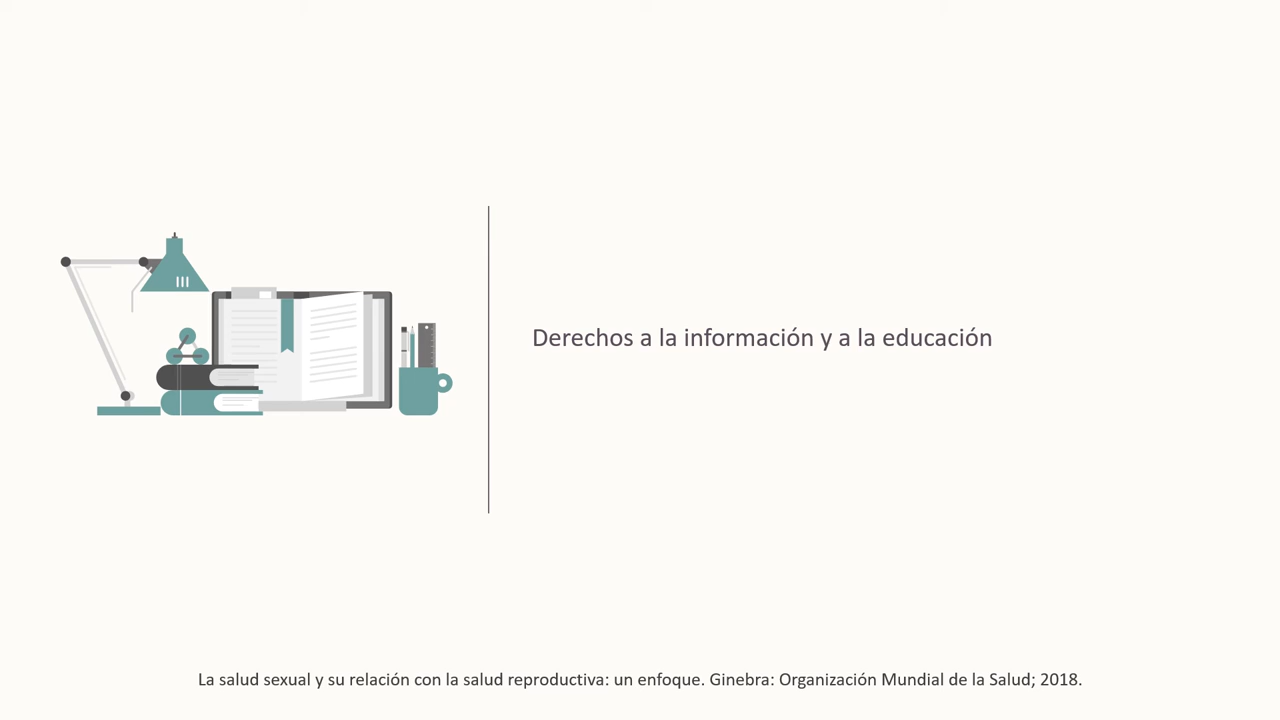 Derechos a la información y a la educación
La salud sexual y su relación con la salud reproductiva: un enfoque. Ginebra: Organización Mundial de la Salud; 2018.